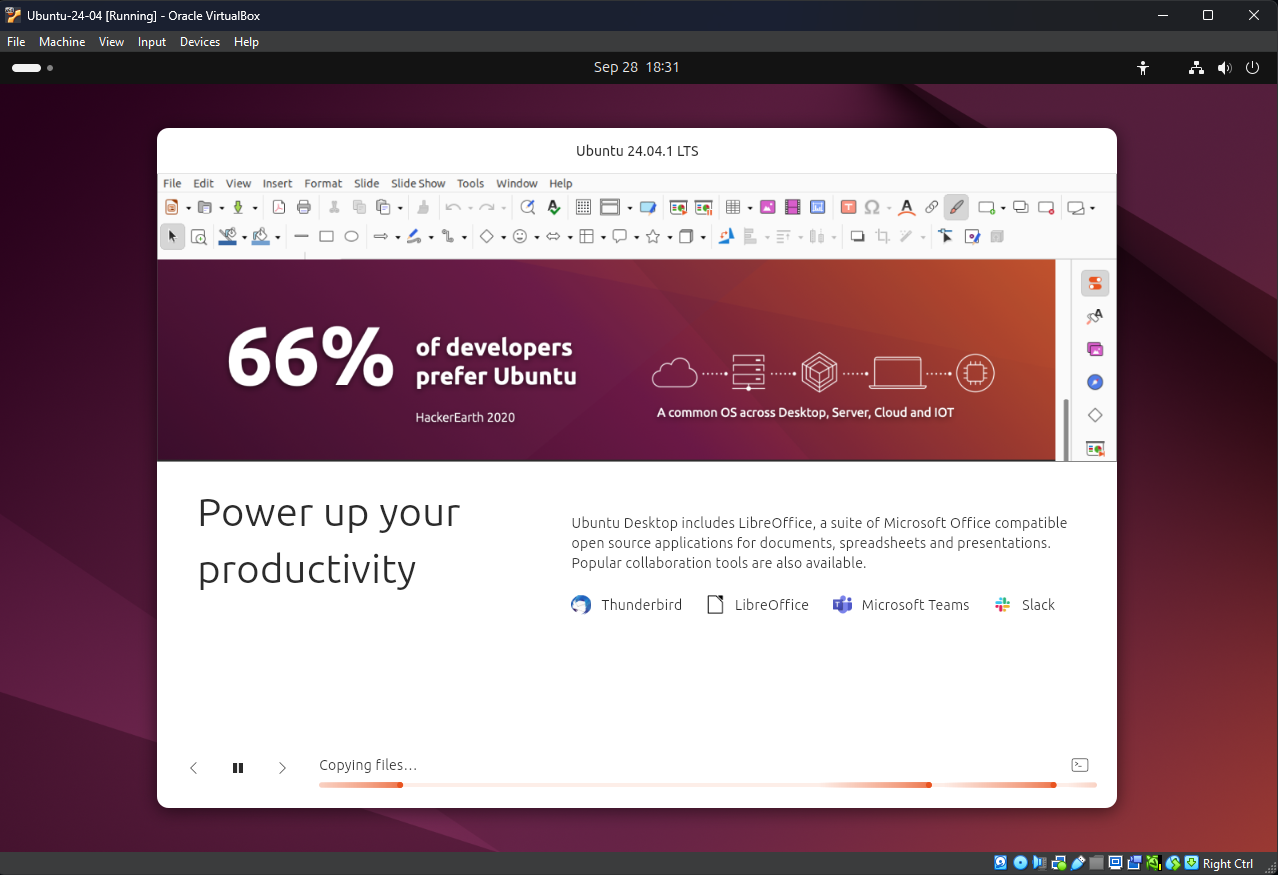 Ubuntu-24-04 [Running] - Oracle VirtualBox
File Machine View Input Devices Help
Sep 28 18:31
Ubuntu 24.04.1 LTS
File Edit View Insert Format Slide Slide Show Tools Window Help
66%
of developers
prefer Ubuntu
HackerEarth 2020
A common OS across Desktop, Server, Cloud and IOT
Power up your
productivity
Ubuntu Desktop includes LibreOffice, a suite of Microsoft Office compatible
open source applications for documents, spreadsheets and presentations.
Popular collaboration tools are also available.
Thunderbird LibreOffice Microsoft Teams Slack
Copying files…
Right Ctrl